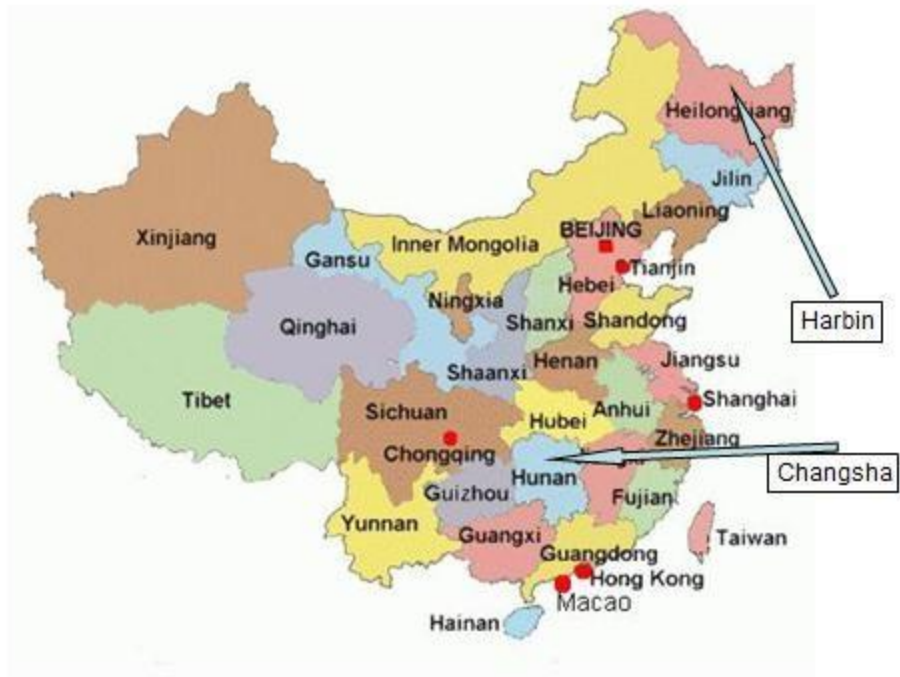 Heilongjiang
Jilin
Liaoning
BEIJING
Inner Mongolia
Xinjiang
Gansu
Tianjin
Hebei
Ningxia
Harbin
Qinghai
Shanxi
Shandong
Jiangsu
Henan
Shaanxi
Tibet
Sichuan
Shanghai
Anhui
Hubei
Zhejiang
Chongqing
Changsha
Hunan
Guizhou
Fujian
Yunnan
Guangxi
Taiwan
Guangdong
Hong Kong
Macao
Hainan